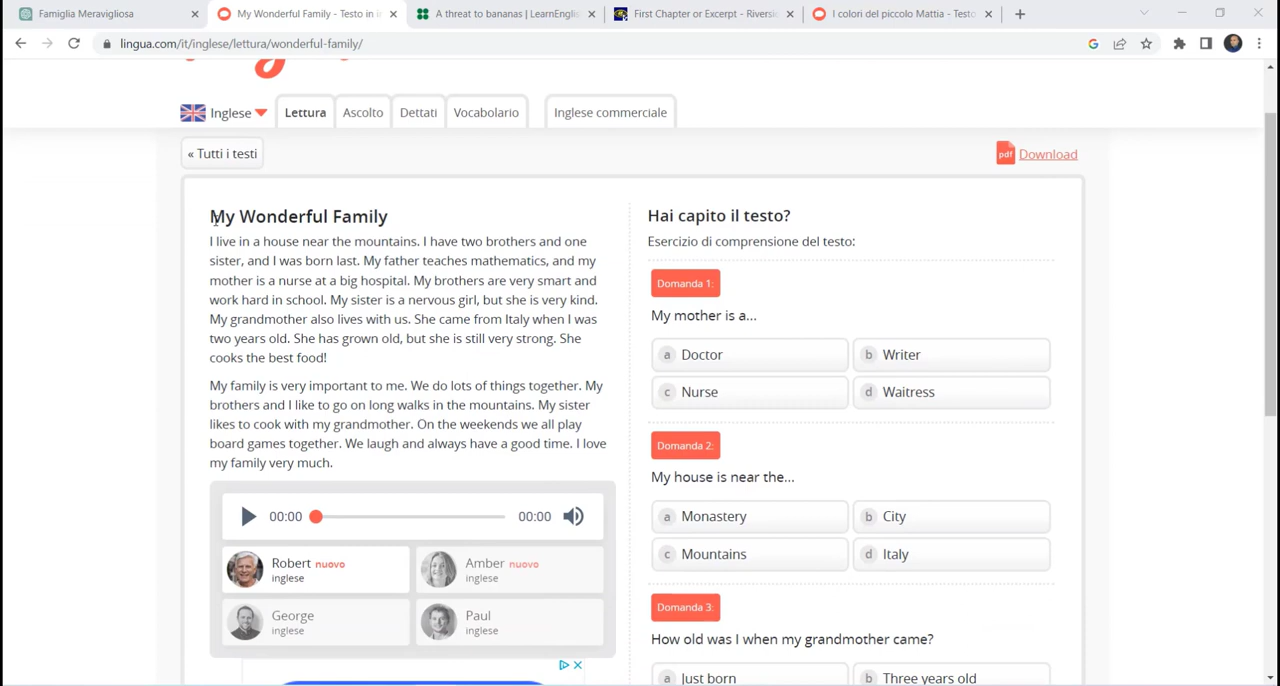 Famiglia Meravigliosa
My Wonderful Family - Testo in i
A threat to bananas | LearnEnglis
First Chapter or Excerpt - Riversi
I colori del piccolo Mattia - Testo
lingua.com/it/inglese/lettura/wonderful-family/
Inglese
Lettura
Ascolto
Dettati
Vocabolario
Inglese commerciale
« Tutti i testi
pdf Download
My Wonderful Family
I live in a house near the mountains. I have two brothers and one
sister, and I was born last. My father teaches mathematics, and my
mother is a nurse at a big hospital. My brothers are very smart and
work hard in school. My sister is a nervous girl, but she is very kind.
My grandmother also lives with us. She came from Italy when I was
two years old. She has grown old, but she is still very strong. She
cooks the best food!
My family is very important to me. We do lots of things together. My
brothers and I like to go on long walks in the mountains. My sister
likes to cook with my grandmother. On the weekends we all play
board games together. We laugh and always have a good time. I love
my family very much.
00:00
00:00
Robert nuovo
inglese
Amber nuovo
inglese
George
inglese
Paul
inglese
Hai capito il testo?
Esercizio di comprensione del testo:
Domanda 1:
My mother is a...
a Doctor
b Writer
c Nurse
d Waitress
Domanda 2:
My house is near the...
a Monastery
b City
c Mountains
d Italy
Domanda 3:
How old was I when my grandmother came?
a Just born
b Three years old